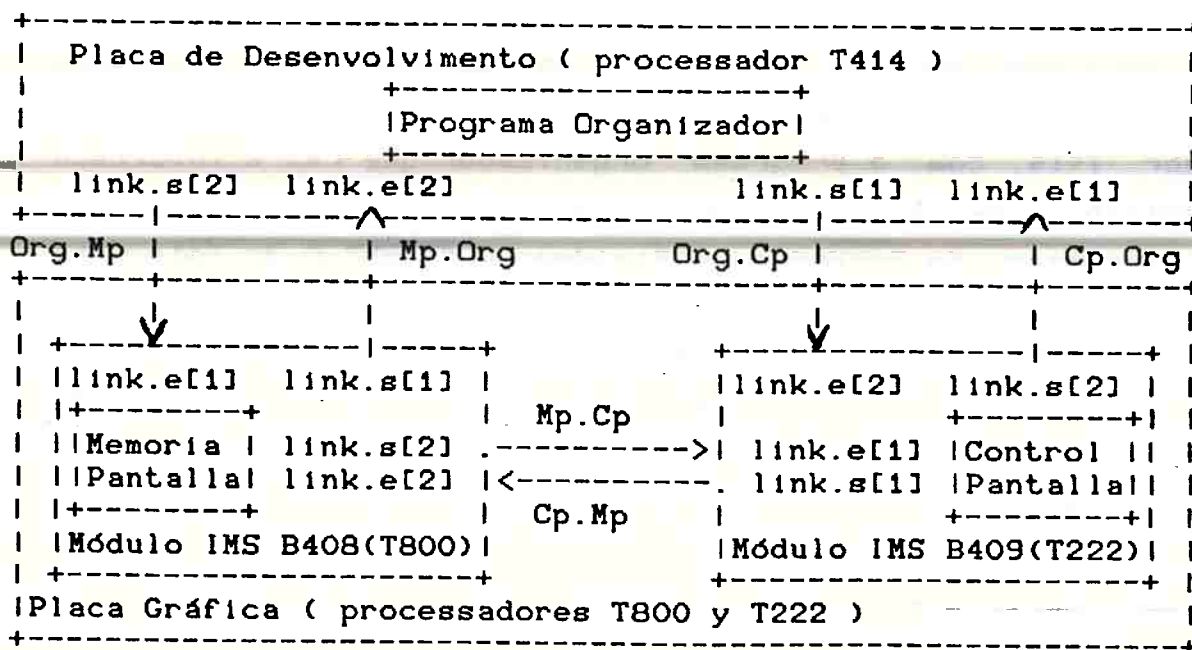 Placa de Desenvolvimento ( processador T414 )
Programa Organizador
link.s[2] link.e[2] link.s[1] link.e[1]
Org.Mp Mp.Org Org.Cp Cp.Org
link.e[1] link.s[1] link.e[2] link.s[2]
Mp.Cp
Memoria link.s[2] link.e[1] Control
Pantalla link.e[2] link.s[1] Pantalla
Cp.Mp
Módulo IMS B408(T800) Módulo IMS B409(T222)
Placa Gráfica ( processadores T800 y T222 )